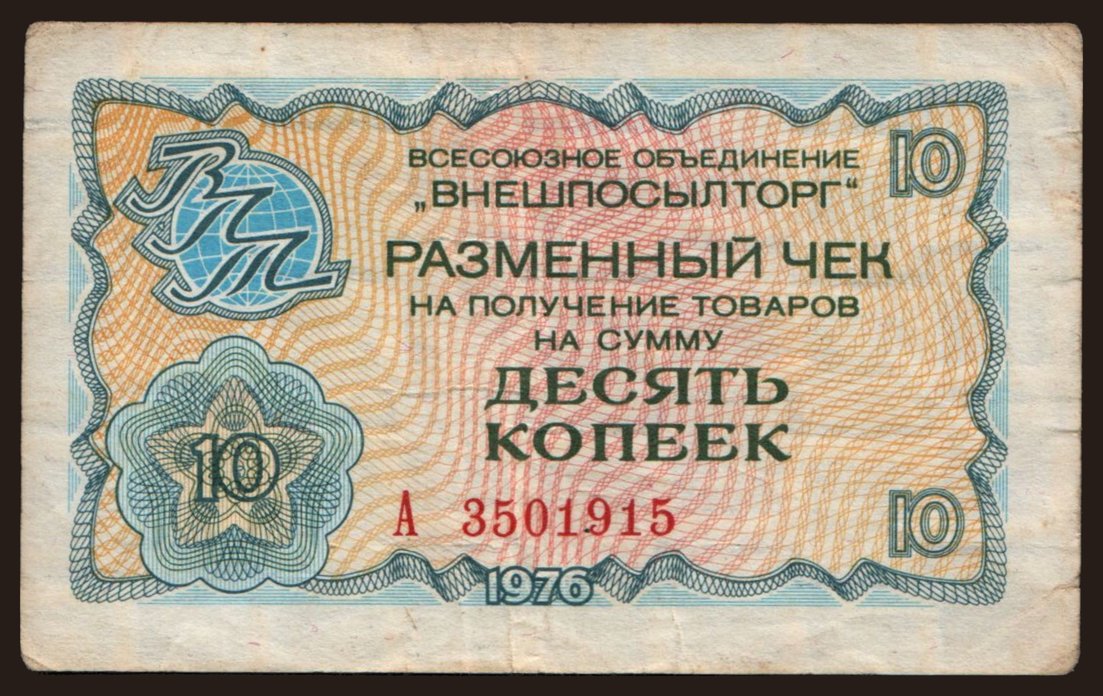 ВПТ
ВСЕСОЮЗНОЕ ОБЪЕДИНЕНИЕ
„ВНЕШПОСЫЛТОРГ“
10
РАЗМЕННЫЙ ЧЕК
НА ПОЛУЧЕНИЕ ТОВАРОВ
НА СУММУ
ДЕСЯТЬ
КОПЕЕК
10
А 3501915
10
1976